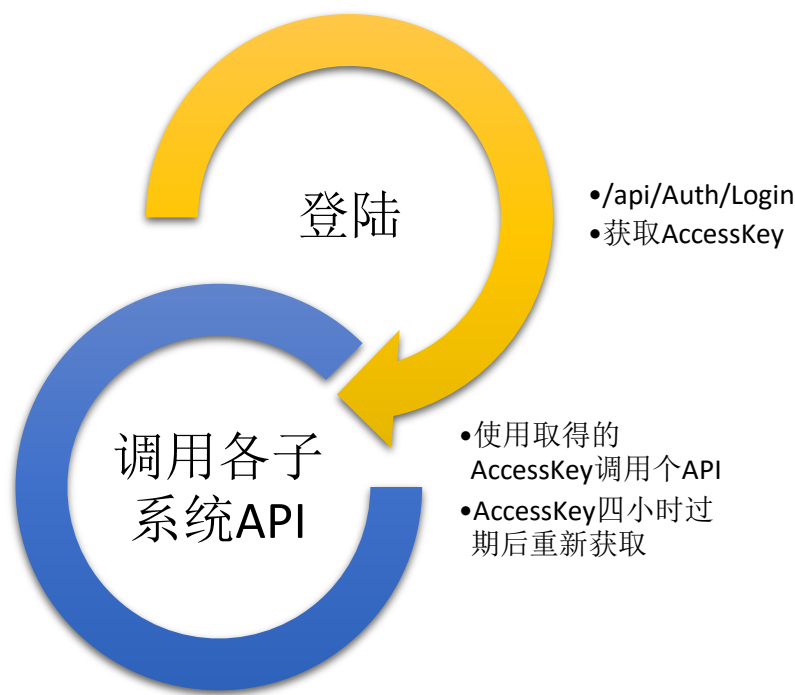 登陆
•/api/Auth/Login
•获取AccessKey
调用各子
系统API
•使用取得的
AccessKey调用个API
•AccessKey四小时过
期后重新获取